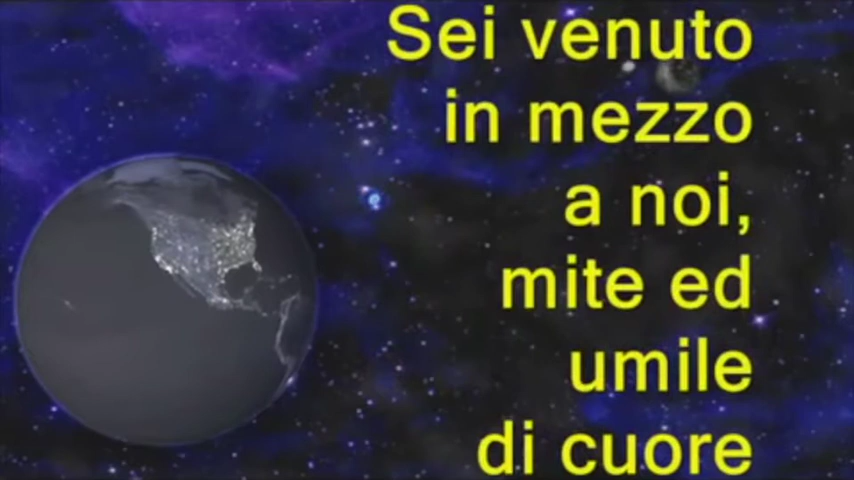 Sei venuto
in mezzo
a noi,
mite ed
umile
di cuore